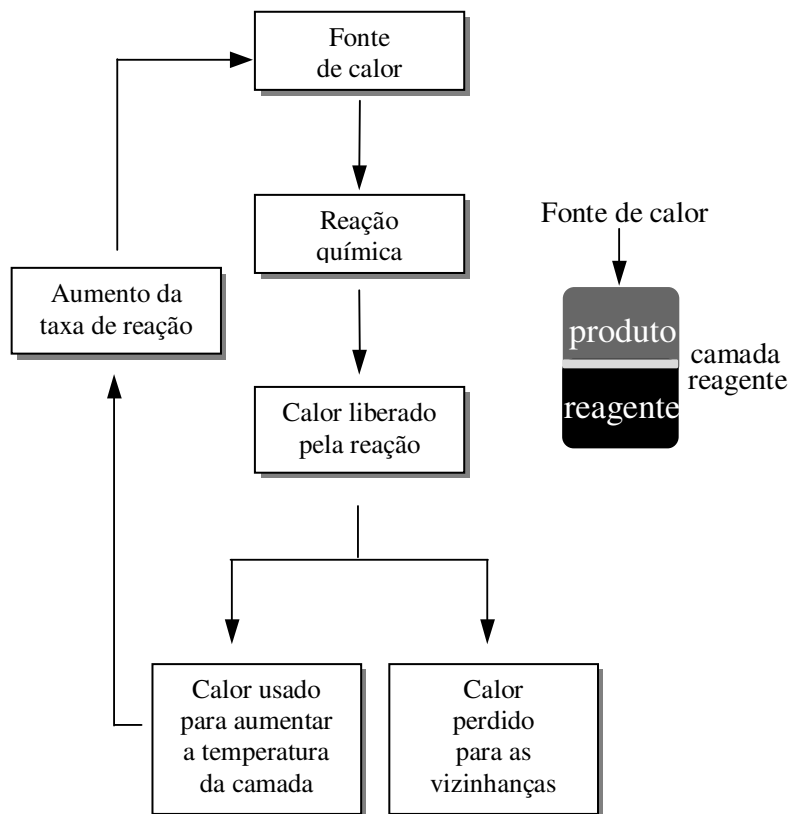 Fonte
de calor
Reação
química
Aumento da
taxa de reação
Calor liberado
pela reação
Calor usado
para aumentar
a temperatura
da camada
Calor
perdido
para as
vizinhanças
Fonte de calor
produto
camada
reagente
reagente